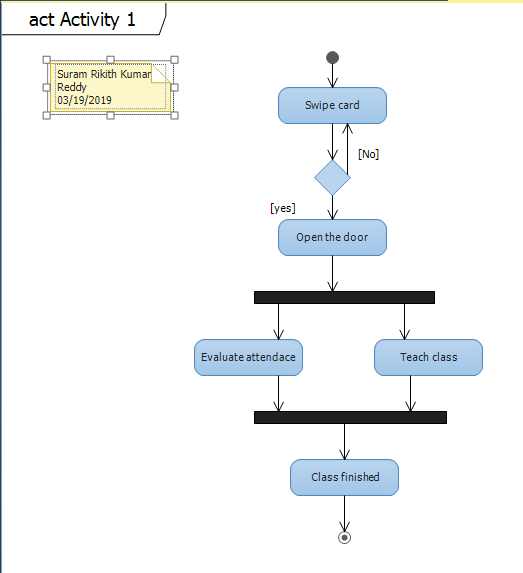 act Activity 1
Suram Rikith Kumar
Reddy
03/19/2019
Swipe card
[No]
[yes]
Open the door
Evaluate attendace
Teach class
Class finished